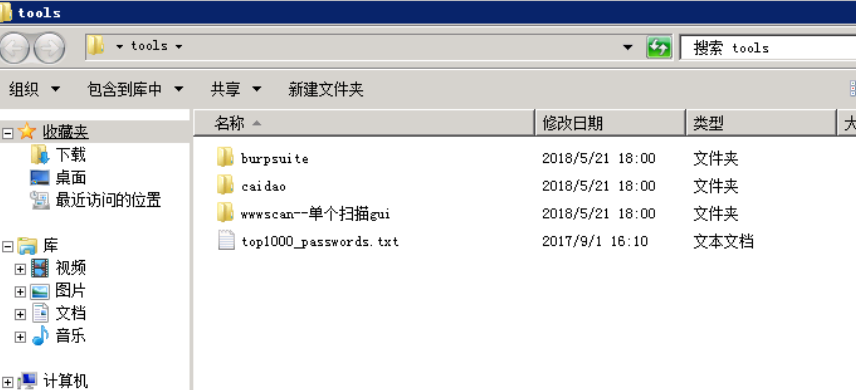 tools
tools
搜索 tools
组织 包含到库中 共享 新建文件夹
名称 修改日期 类型 大
收藏夹
下载
桌面
最近访问的位置
库
视频
图片
文档
音乐
计算机
burpsuite 2018/5/21 18:00 文件夹
caidao 2018/5/21 18:00 文件夹
wwwscan--单个扫描gui 2018/5/21 18:00 文件夹
top1000_passwords.txt 2017/9/1 16:10 文本文档